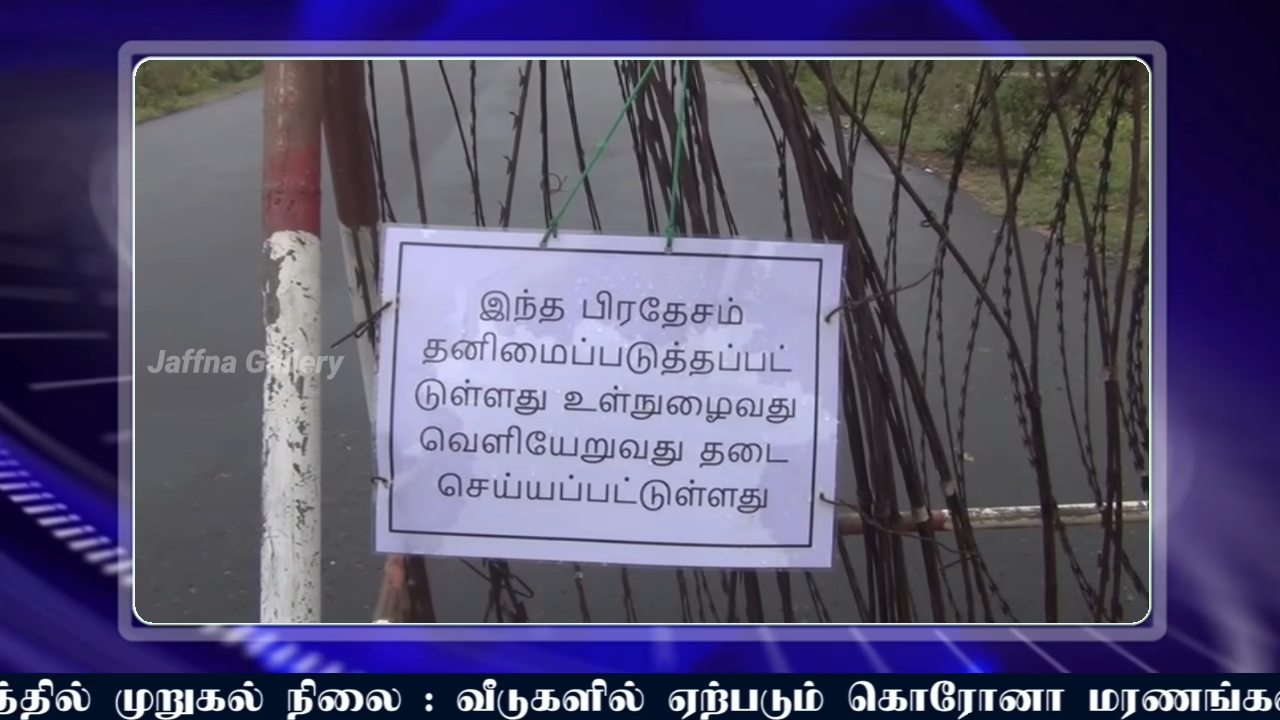 இந்த பிரதேசம்
தனிமைப்படுத்தப்பட்
டுள்ளது உள்நுழைவது
வெளியேறுவது தடை
செய்யப்பட்டுள்ளது
Jaffna Gallery
முறுகல் நிலை : வீடுகளில் ஏற்படும் கொரோனா